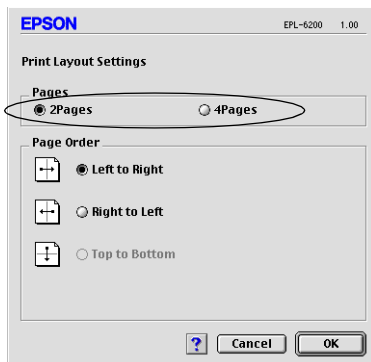 EPSON EPL-6200 1.00
Print Layout Settings
Pages
2Pages 4Pages
Page Order
Left to Right
Right to Left
Top to Bottom
? Cancel OK